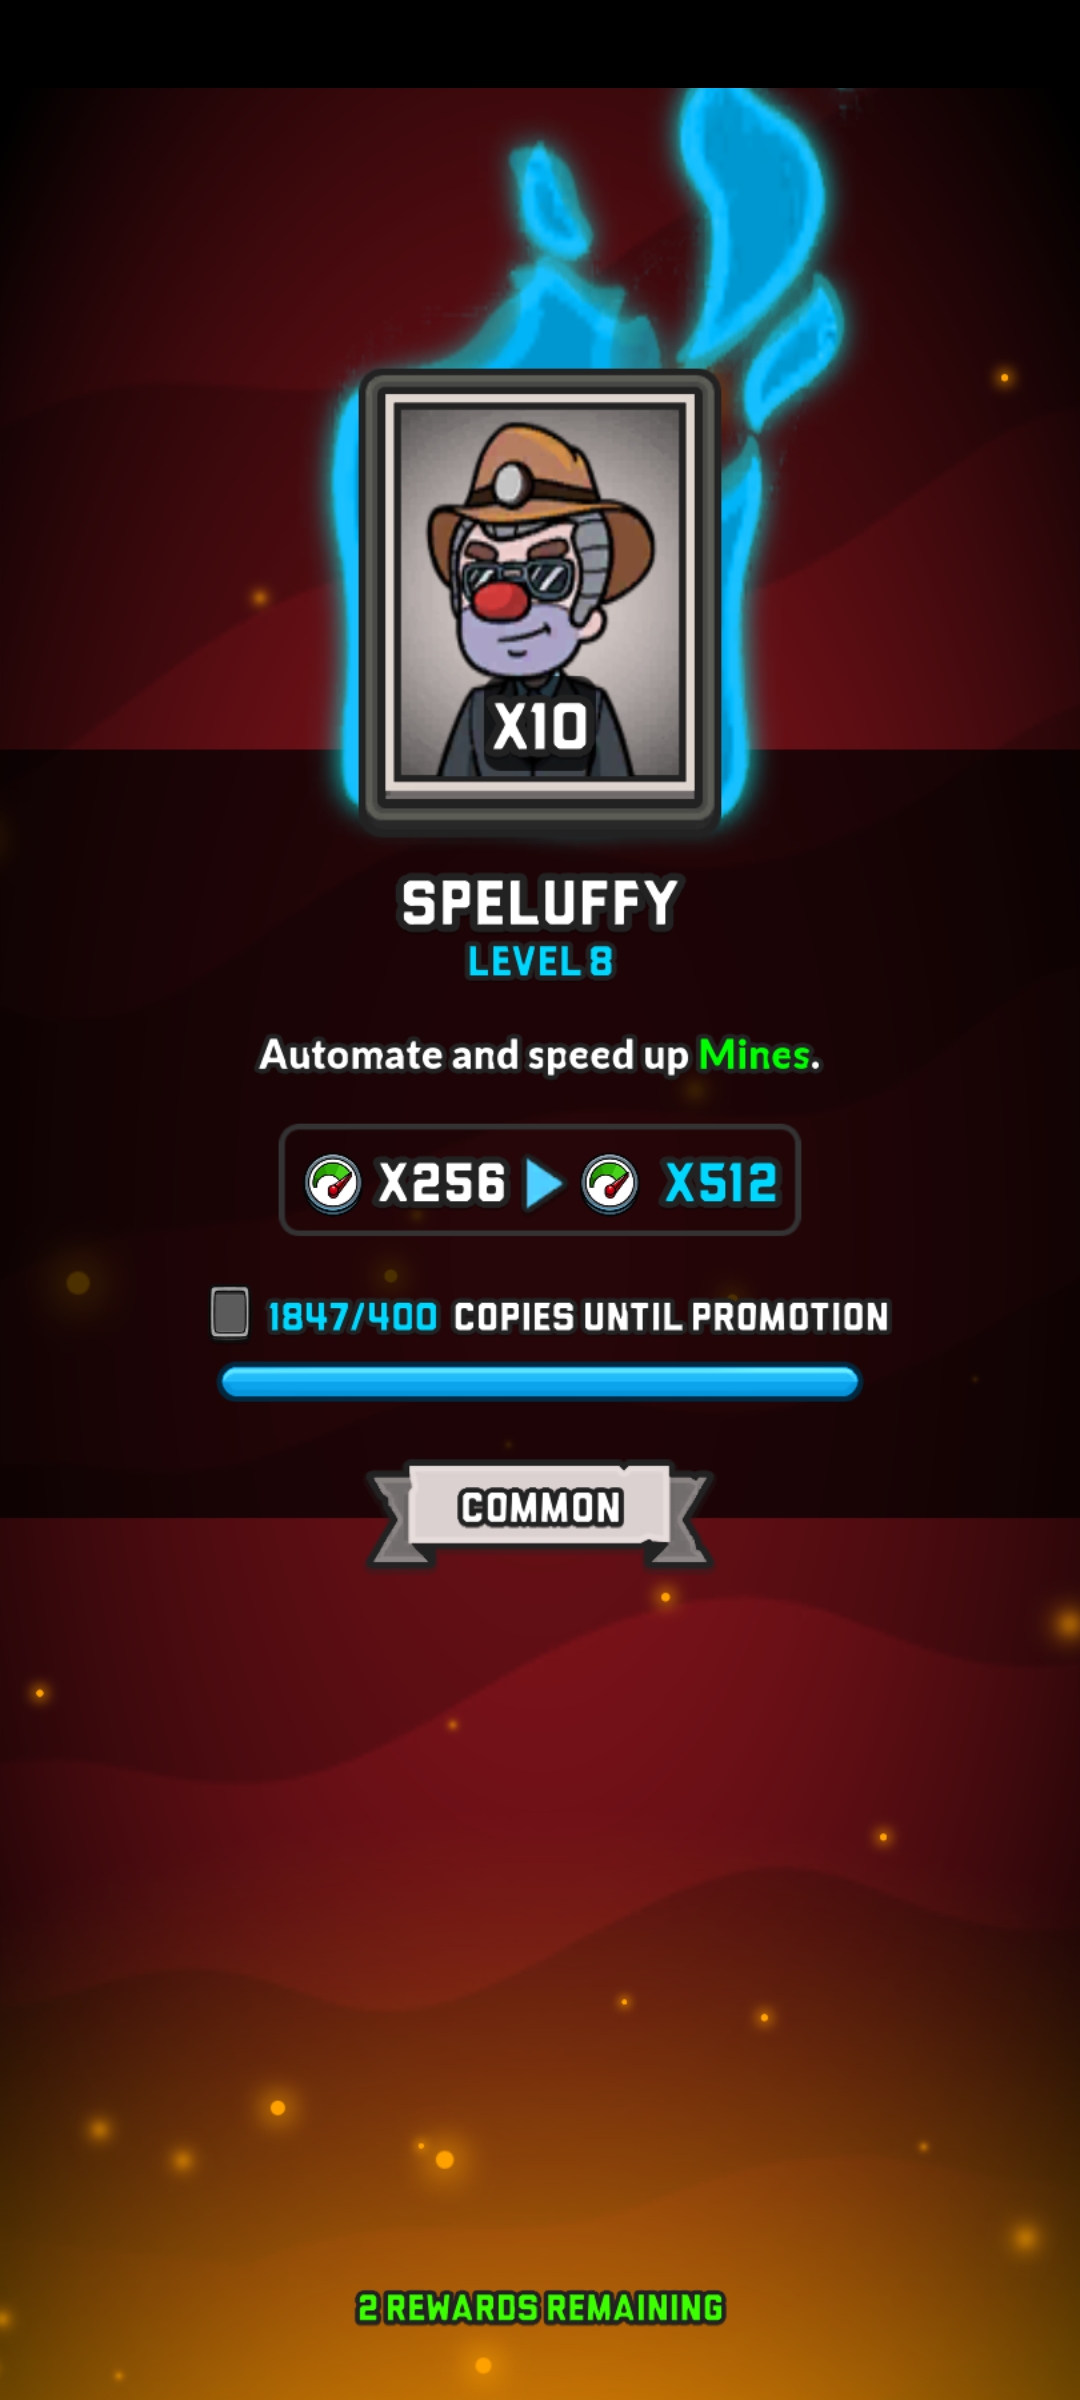 X10
SPELUFFY
LEVEL 8
Automate and speed up Mines.
X256 X512
1847/400 COPIES UNTIL PROMOTION
COMMON
2 REWARDS REMAINING